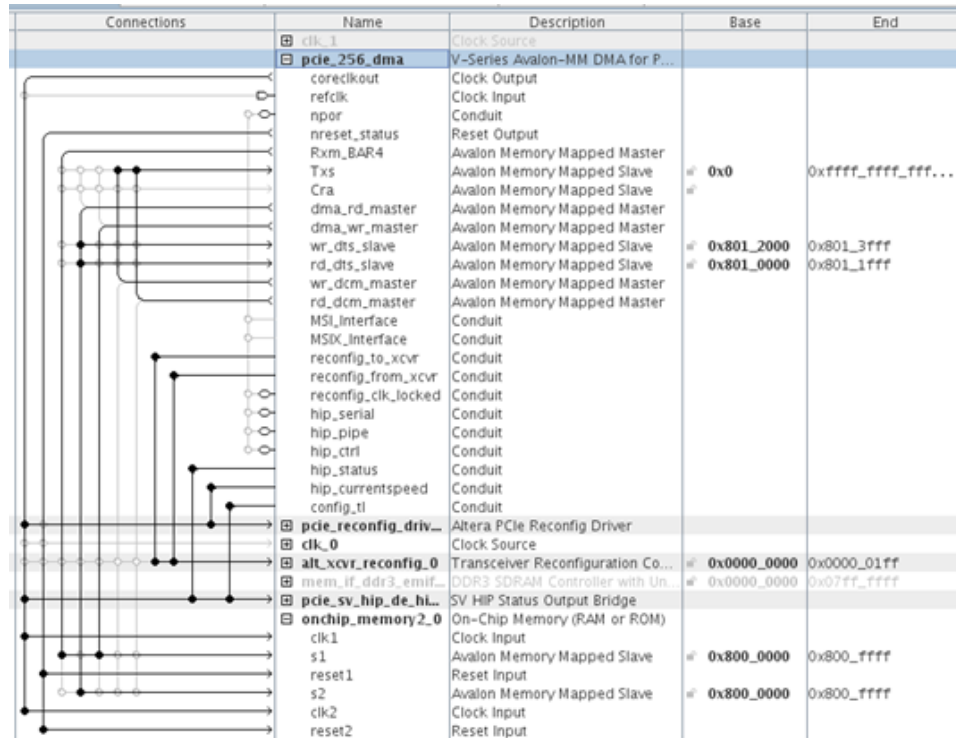 Connections Name Description Base End
clk_1 Clock Source
pcie_256_dma V-Series Avalon-MM DMA for P...
coreclkout Clock Output
refclk Clock Input
npor Conduit
nreset_status Reset Output
Rxm_BAR4 Avalon Memory Mapped Master
Txs Avalon Memory Mapped Slave 0x0 0xffff_ffff_fff...
Cra Avalon Memory Mapped Slave
dma_rd_master Avalon Memory Mapped Master
dma_wr_master Avalon Memory Mapped Master
wr_dts_slave Avalon Memory Mapped Slave 0x801_2000 0x801_3fff
rd_dts_slave Avalon Memory Mapped Slave 0x801_0000 0x801_1fff
wr_dcm_master Avalon Memory Mapped Master
rd_dcm_master Avalon Memory Mapped Master
MSI_Interface Conduit
MSIX_Interface Conduit
reconfig_to_xcvr Conduit
reconfig_from_xcvr Conduit
reconfig_clk_locked Conduit
hip_serial Conduit
hip_pipe Conduit
hip_ctrl Conduit
hip_status Conduit
hip_currentspeed Conduit
config_tl Conduit
pcie_reconfig_driv... Altera PCIe Reconfig Driver
clk_0 Clock Source
alt_xcvr_reconfig_0 Transceiver Reconfiguration Co... 0x0000_0000 0x0000_01ff
mem_if_ddr3_emif... DDR3 SDRAM Controller with Un... 0x0000_0000 0x07ff_ffff
pcie_sv_hip_de_hi... SV HIP Status Output Bridge
onchip_memory2_0 On-Chip Memory (RAM or ROM)
clk1 Clock Input
s1 Avalon Memory Mapped Slave 0x800_0000 0x800_ffff
reset1 Reset Input
s2 Avalon Memory Mapped Slave 0x800_0000 0x800_ffff
clk2 Clock Input
reset2 Reset Input